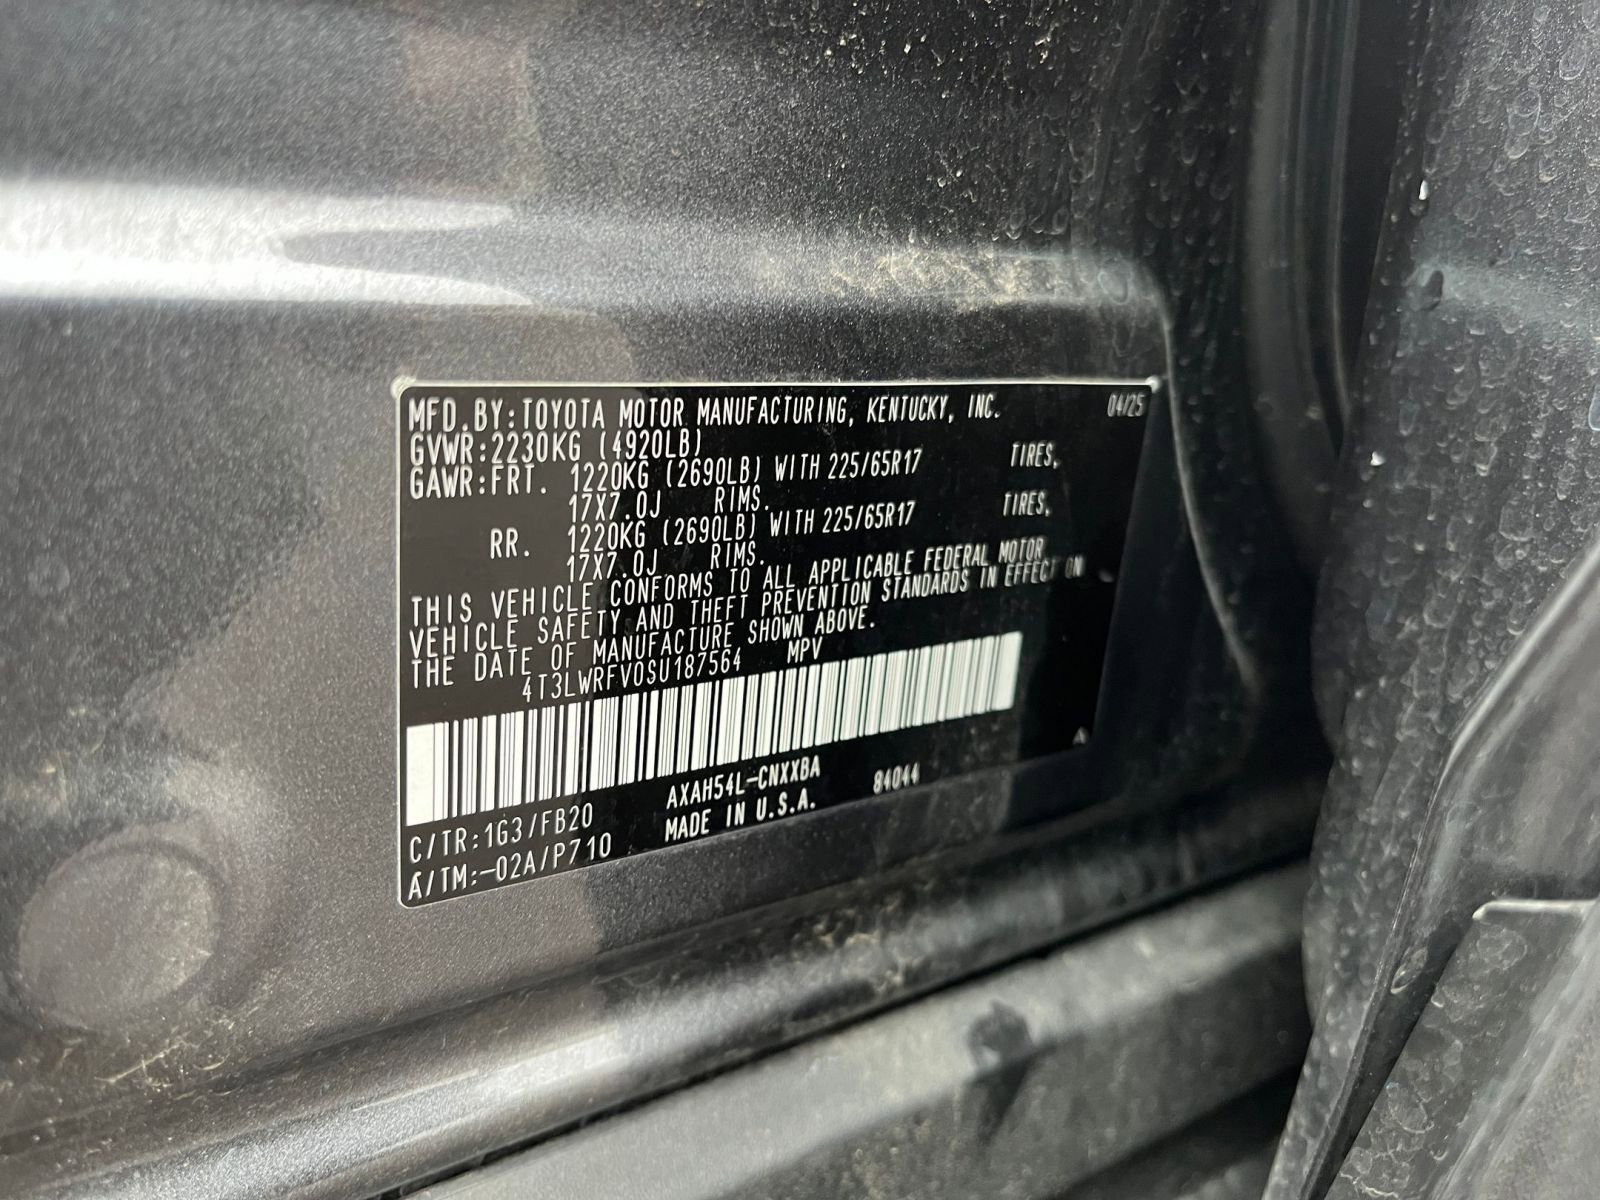 MFD.BY:TOYOTA MOTOR MANUFACTURING, KENTUCKY, INC. 04/25
GVWR:2230KG (4920LB)
GAWR:FRT. 1220KG (2690LB) WITH 225/65R17 TIRES,
17X7.0J RIMS.
RR. 1220KG (2690LB) WITH 225/65R17 TIRES,
17X7.0J RIMS.
THIS VEHICLE CONFORMS TO ALL APPLICABLE FEDERAL MOTOR
VEHICLE SAFETY AND THEFT PREVENTION STANDARDS IN EFFECT ON
THE DATE OF MANUFACTURE SHOWN ABOVE.
4T3LWRFV0SU187564 MPV
A
C/TR:1G3/FB20 AXAH54L-CNXXBA 84044
A/TM:-02A/P710 MADE IN U.S.A.